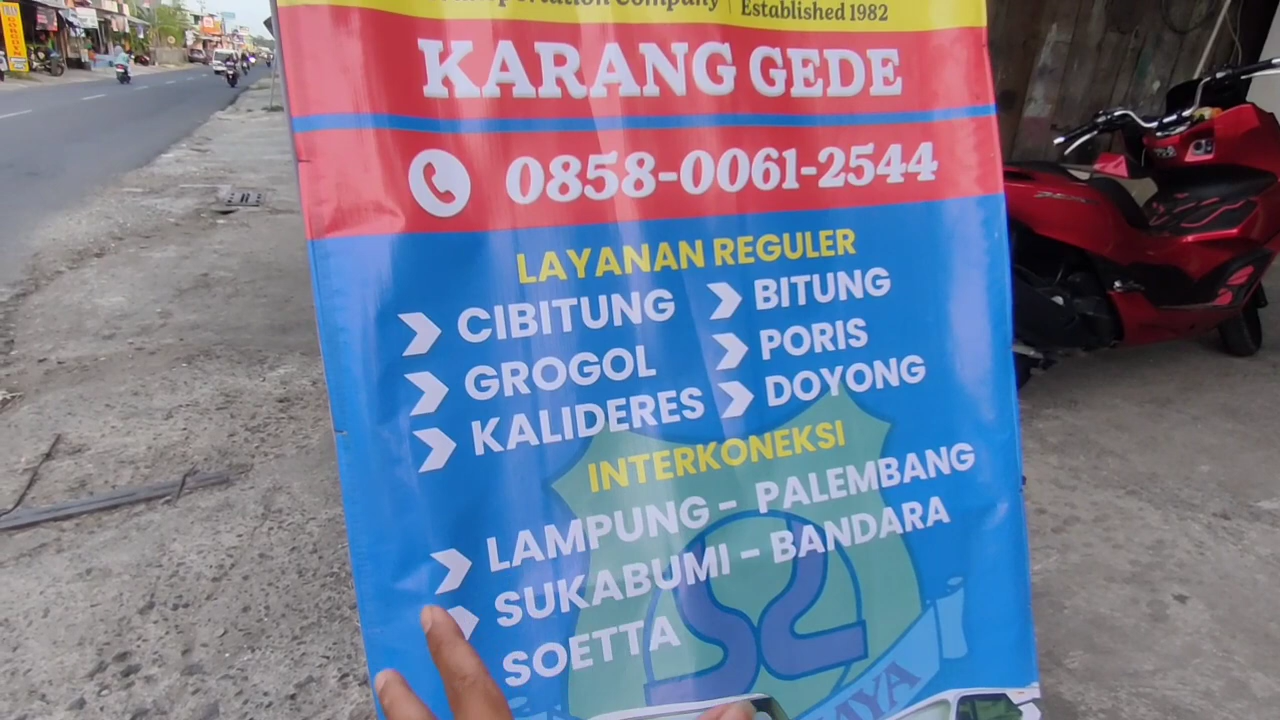 Company | Established 1982
KARANG GEDE
0858-0061-2544
LAYANAN REGULER
CIBITUNG
BITUNG
GROGOL
PORIS
KALIDERES
DOYONG
INTERKONEKSI
LAMPUNG - PALEMBANG
SUKABUMI - BANDARA
SOETTA